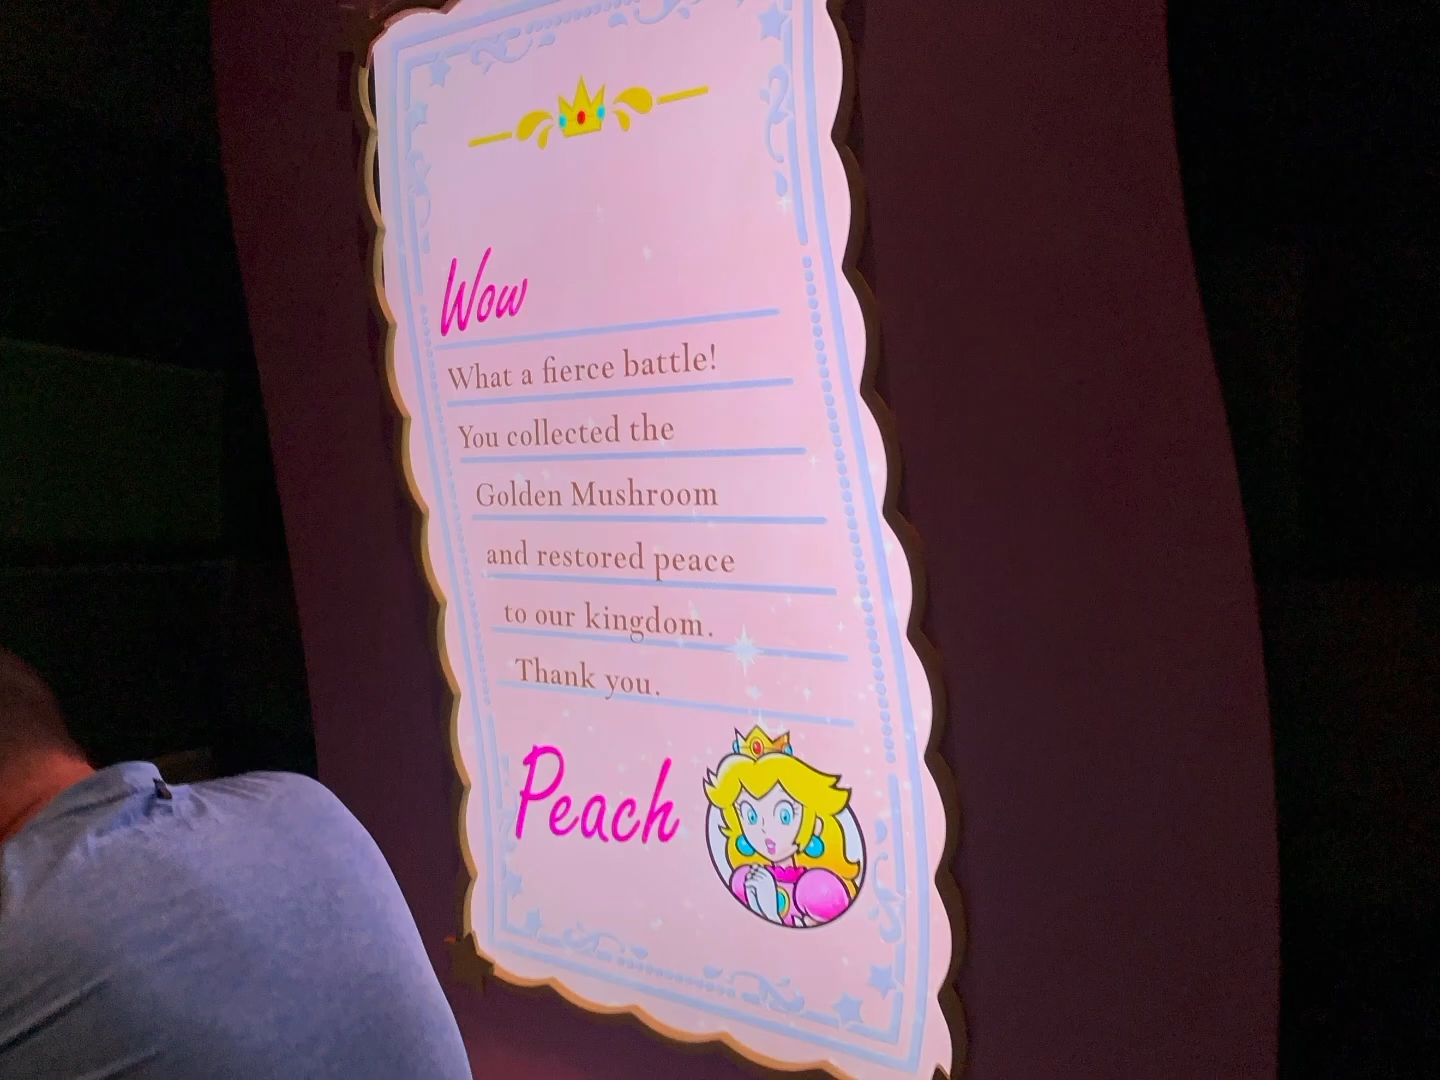 Wow
What a fierce battle!
You collected the
Golden Mushroom
and restored peace
to our kingdom.
Thank you.
Peach